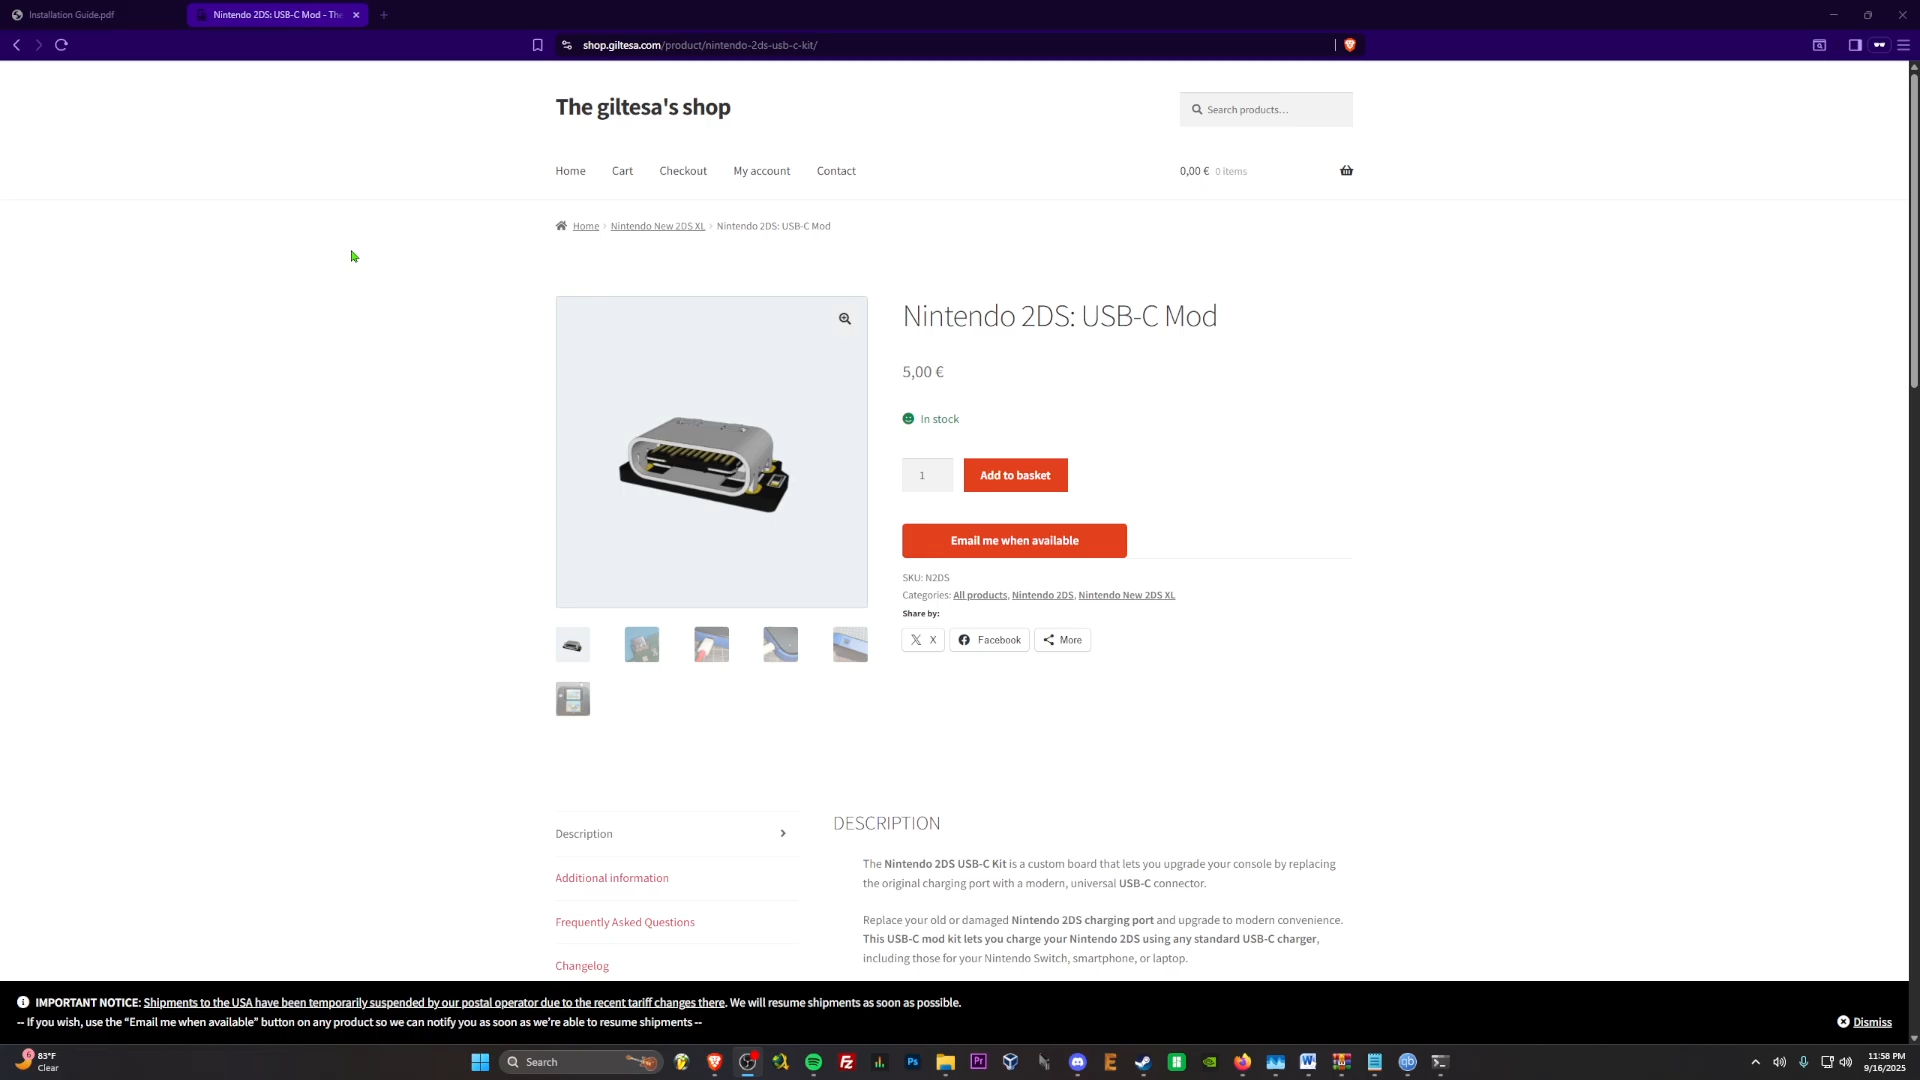 Installation Guide.pdf
Nintendo 2DS: USB-C Mod - The
shop.giltesa.com/product/nintendo-2ds-usb-c-kit/
The giltesa's shop
Search products…
Home
Cart
Checkout
My account
Contact
0,00 € 0 items
Home › Nintendo New 2DS XL › Nintendo 2DS: USB-C Mod
Nintendo 2DS: USB-C Mod
5,00 €
In stock
1
Add to basket
Email me when available
SKU: N2DS
Categories: All products, Nintendo 2DS, Nintendo New 2DS XL
Share by:
X
Facebook
More
Description
Additional information
Frequently Asked Questions
Changelog
DESCRIPTION
The Nintendo 2DS USB-C Kit is a custom board that lets you upgrade your console by replacing
the original charging port with a modern, universal USB-C connector.
Replace your old or damaged Nintendo 2DS charging port and upgrade to modern convenience.
This USB-C mod kit lets you charge your Nintendo 2DS using any standard USB-C charger,
including those for your Nintendo Switch, smartphone, or laptop.
IMPORTANT NOTICE: Shipments to the USA have been temporarily suspended by our postal operator due to the recent tariff changes there. We will resume shipments as soon as possible.
-- If you wish, use the “Email me when available” button on any product so we can notify you as soon as we’re able to resume shipments --
Dismiss
6
83°F
Clear
Search
Fz
Ps
Pr
E
W
qb
11:58 PM
9/16/2025